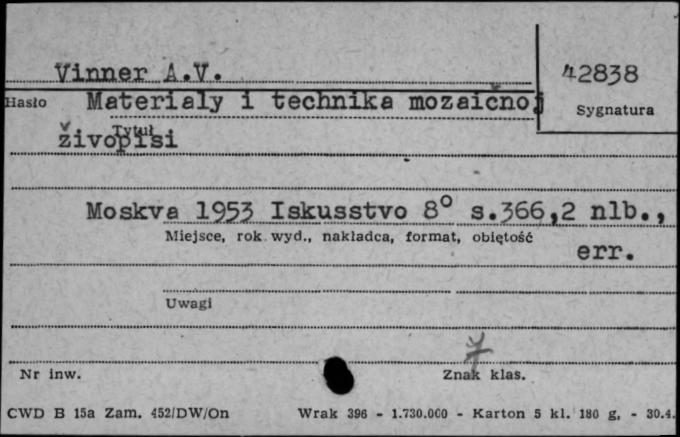 Vinner A.V.
42838
Hasło
Materialy i technika mozaičnoj
Sygnatura
Tytuł
živopisi
Moskva 1953 Iskusstvo 8° s.366,2 nlb.,
Miejsce, rok wyd., nakładca, format, obiętość
err.
Uwagi
Nr inw.
Znak klas.
CWD B 15a Zam. 452/DW/On Wrak 396 - 1.730.000 - Karton 5 kl. 180 g, - 30.4.